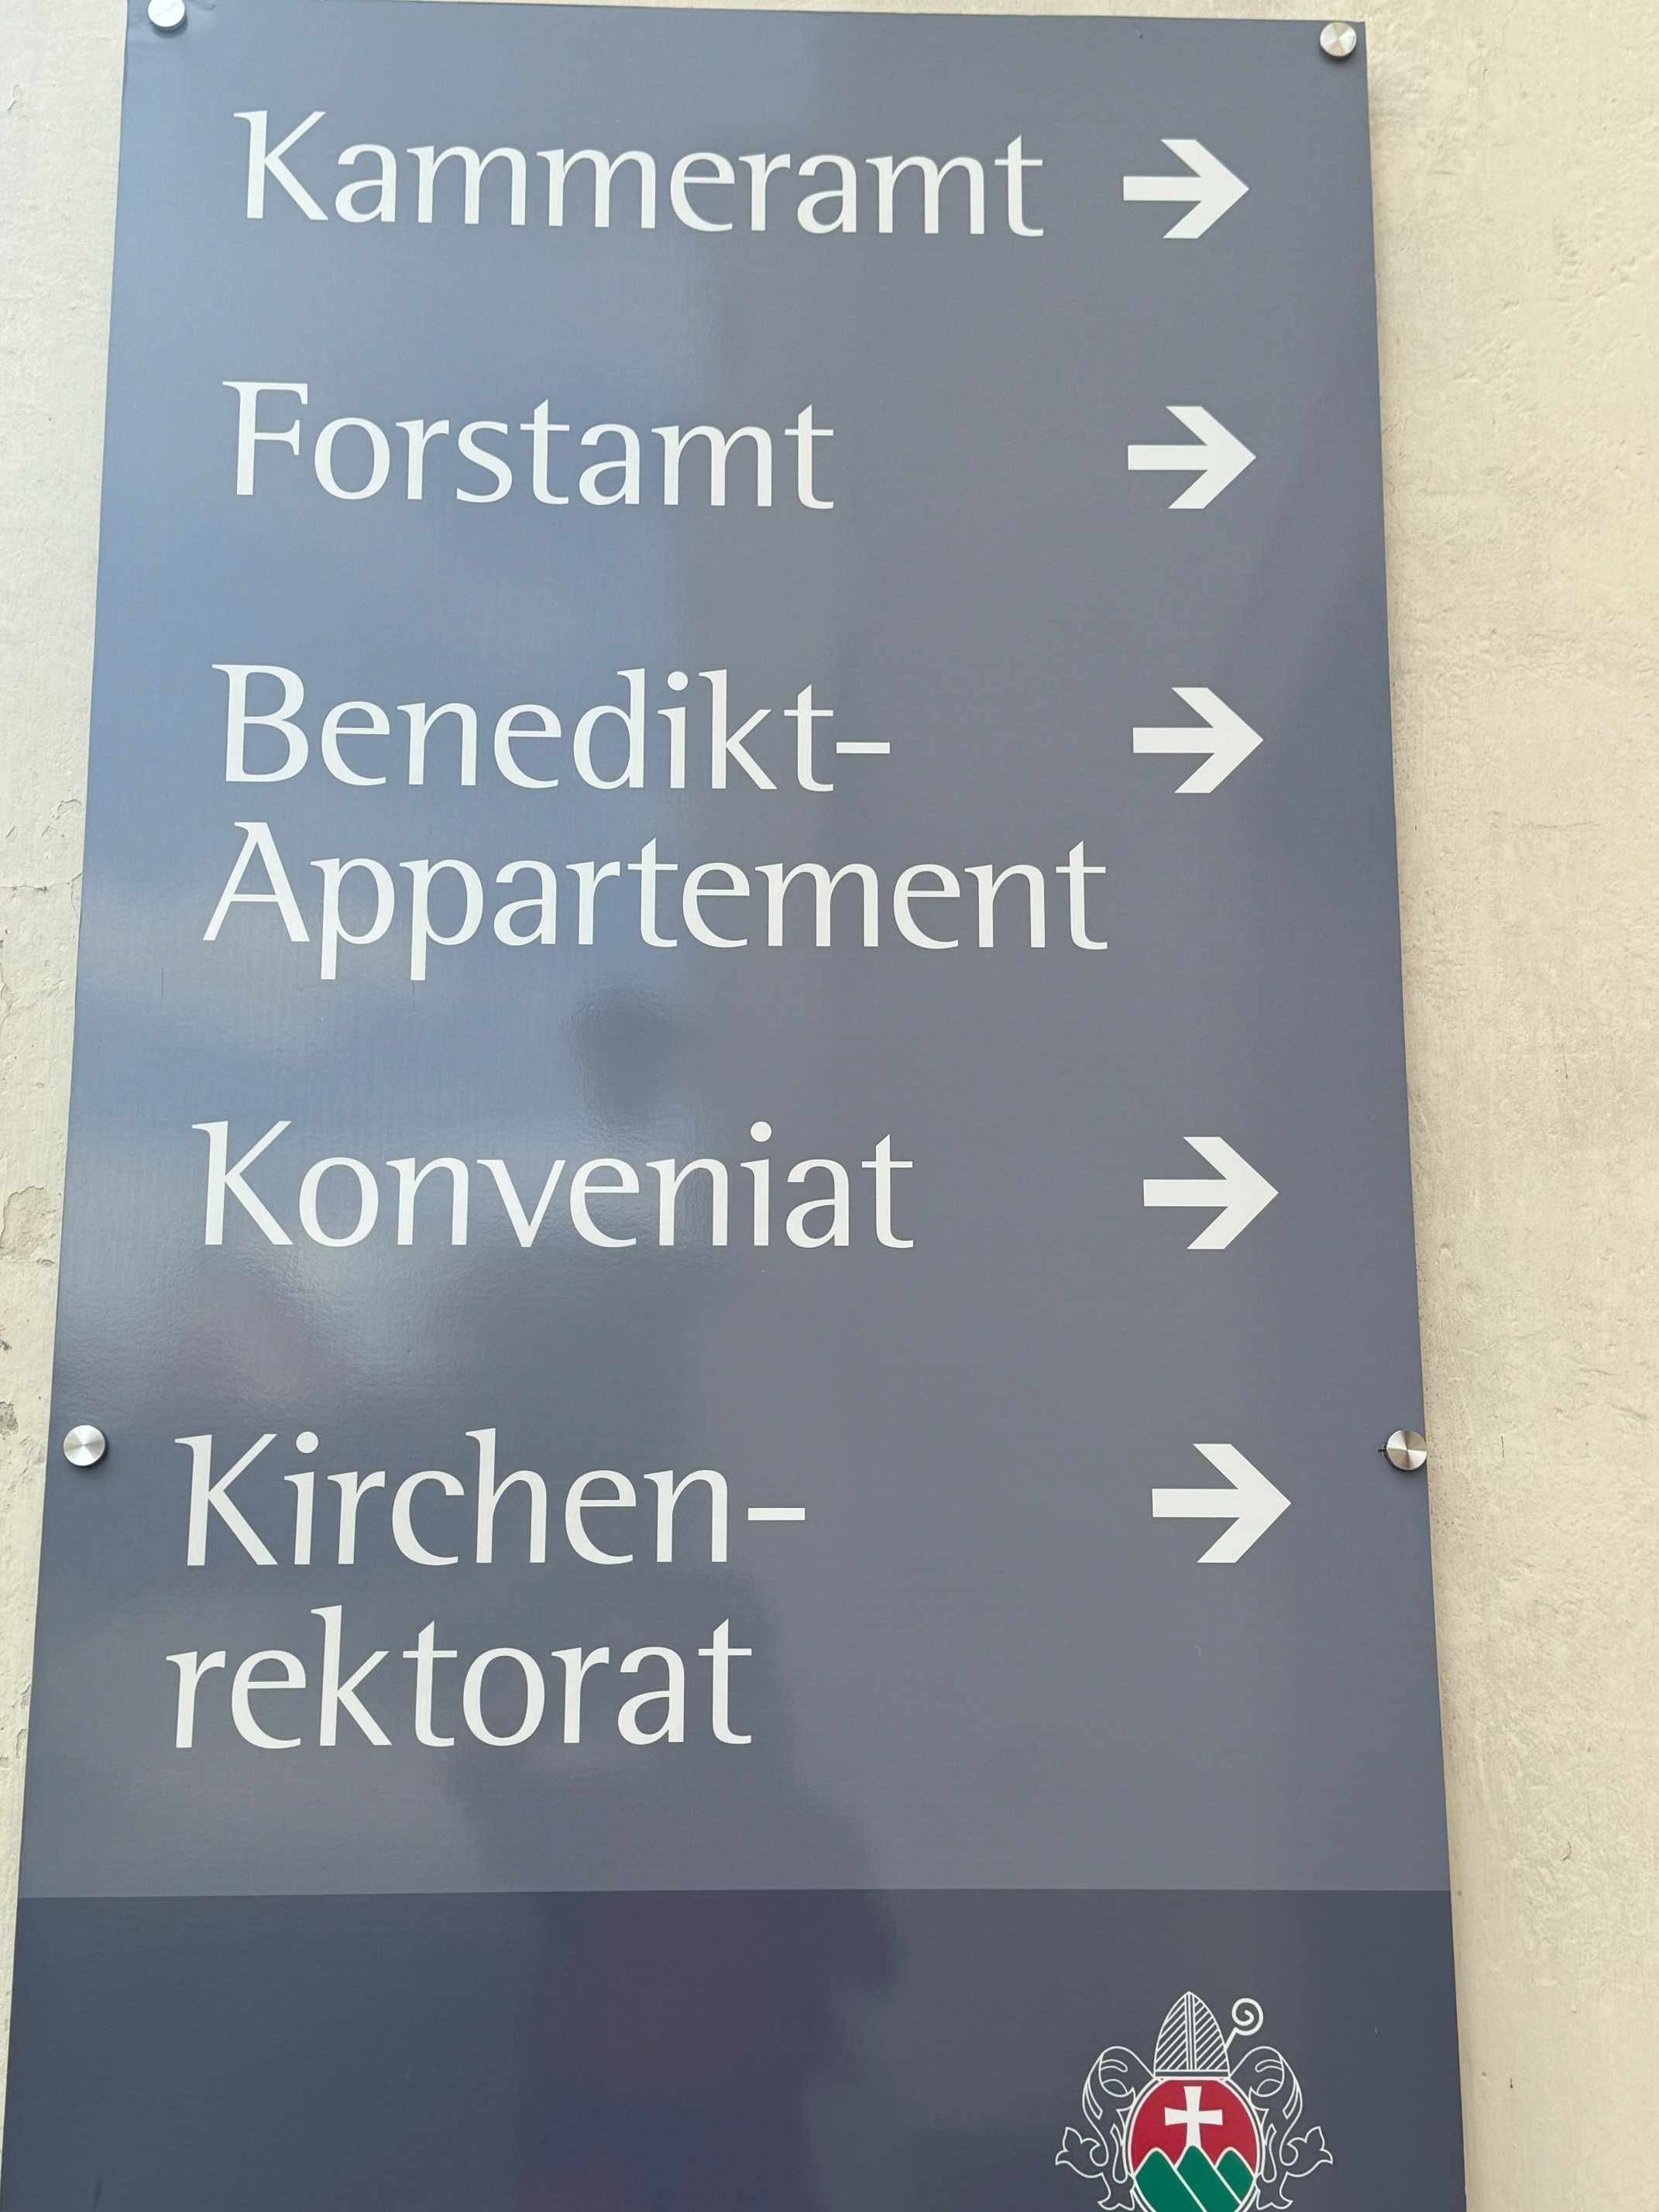 Kammeramt →
Forstamt →
Benedikt- →
Appartement
Konveniat →
Kirchen- →
rektorat